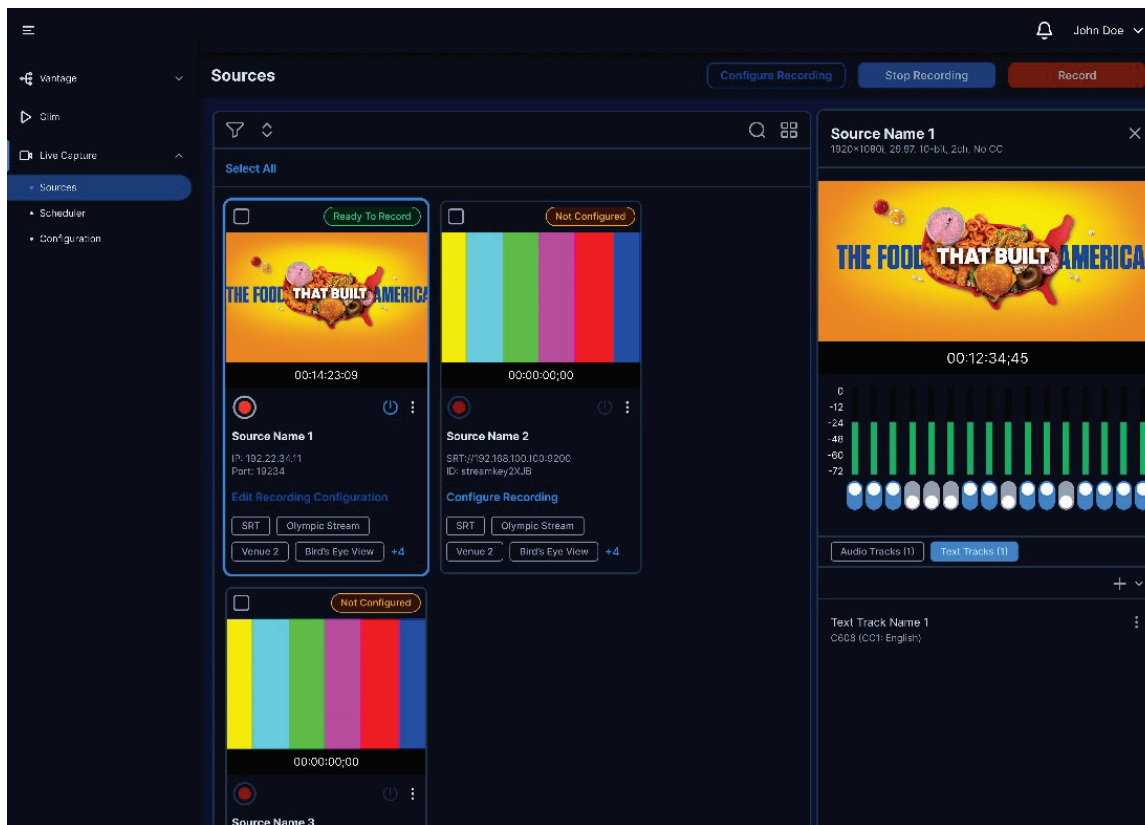 John Doe
Vantage
Glim
Live Capture
Sources
Scheduler
Configuration
Sources
Configure Recording
Stop Recording
Record
Select All
Ready To Record
THE FOOD THAT BUILT AMERICA
00:14:23:09
Source Name 1
IP: 192.22.34.11
Port: 19234
Edit Recording Configuration
SRT
Olympic Stream
Venue 2
Bird's Eye View
+4
Not Configured
00:00:00;00
Source Name 2
SRT://192.168.100.100:9200
ID: streamkey2XJB
Configure Recording
SRT
Olympic Stream
Venue 2
Bird's Eye View
+4
Not Configured
00:00:00;00
Source Name 3
Source Name 1
1920×1080i, 29.97, 10-bit, 2ch, No CC
THE FOOD THAT BUILT AMERICA
00:12:34;45
0
-12
-24
-48
-60
-72
Audio Tracks (1)
Text Tracks (1)
Text Track Name 1
C608 (CC1: English)